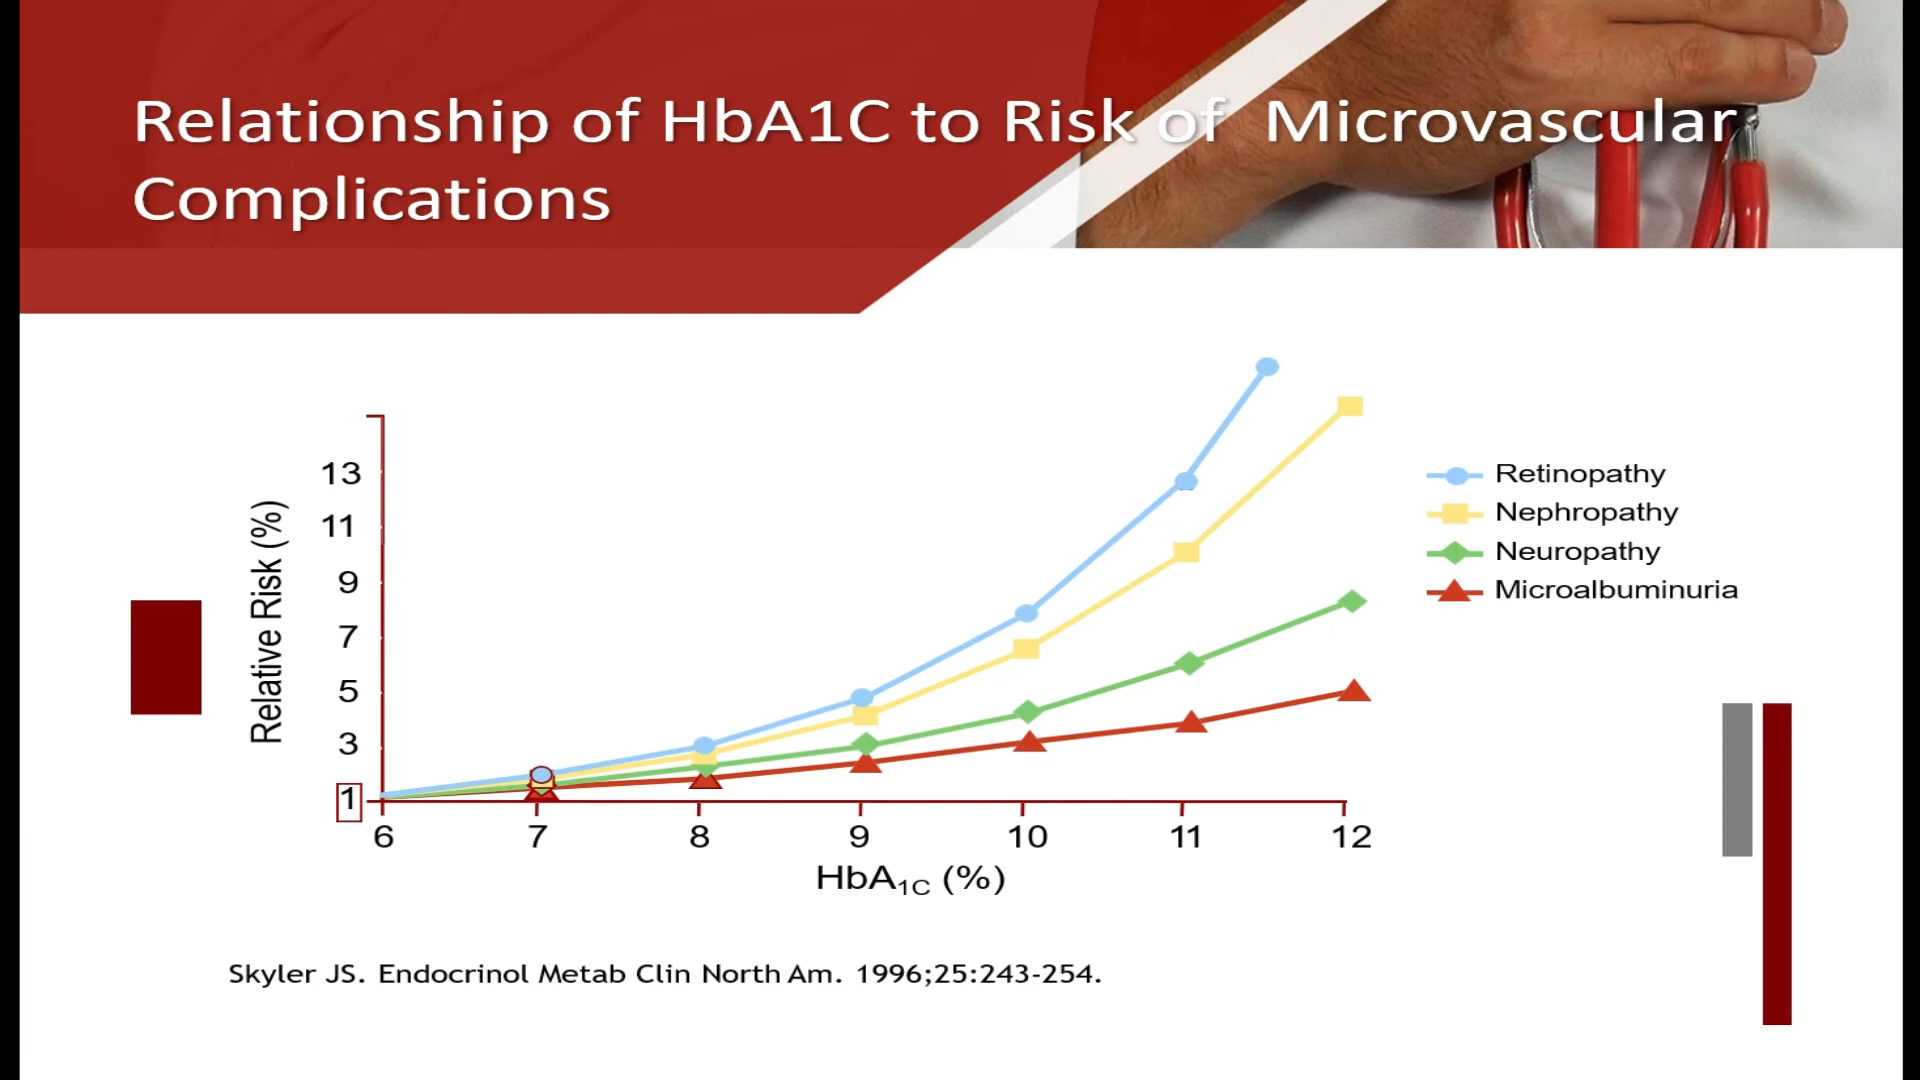 Relationship of HbA1C to Risk of Microvascular
Complications
13
11
9
7
5
3
1
Relative Risk (%)
6 7 8 9 10 11 12
HbA1C (%)
Retinopathy
Nephropathy
Neuropathy
Microalbuminuria
Skyler JS. Endocrinol Metab Clin North Am. 1996;25:243-254.